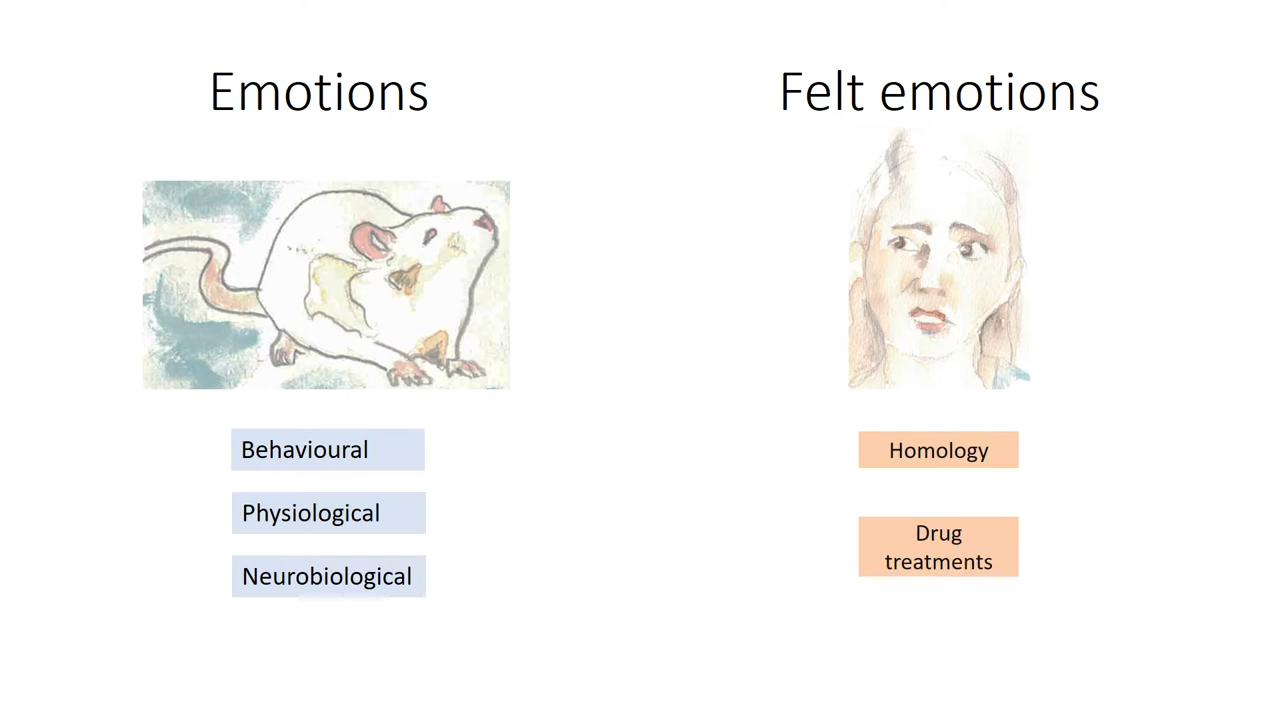 Emotions
Felt emotions
Behavioural
Physiological
Neurobiological
Homology
Drug
treatments